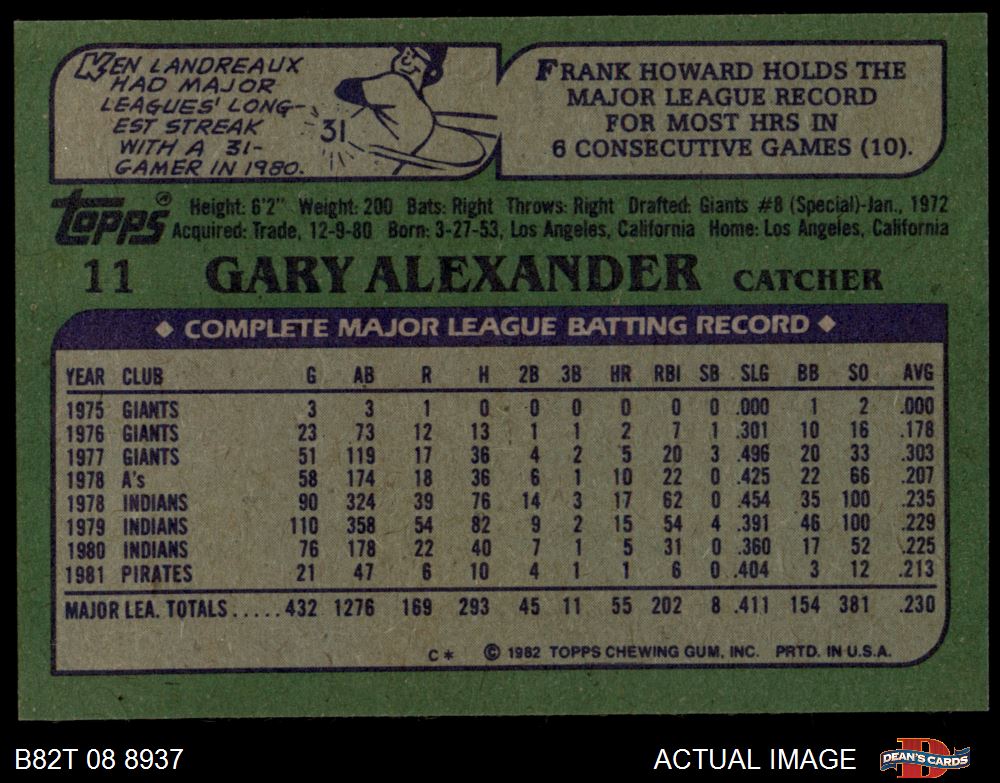 KEN LANDREAUX
HAD MAJOR
LEAGUES' LONG-
EST STREAK
WITH A 31-
GAMER IN 1980.
31
FRANK HOWARD HOLDS THE
MAJOR LEAGUE RECORD
FOR MOST HRS IN
6 CONSECUTIVE GAMES (10).
Topps®
Height: 6'2" Weight: 200 Bats: Right Throws: Right Drafted: Giants #8 (Special)-Jan., 1972
Acquired: Trade, 12-9-80 Born: 3-27-53, Los Angeles, California Home: Los Angeles, California
11 GARY ALEXANDER CATCHER
◆ COMPLETE MAJOR LEAGUE BATTING RECORD ◆
YEAR CLUB G AB R H 2B 3B HR RBI SB SLG BB SO AVG
1975 GIANTS 3 3 1 0 0 0 0 0 0 .000 1 2 .000
1976 GIANTS 23 73 12 13 1 1 2 7 1 .301 10 16 .178
1977 GIANTS 51 119 17 36 4 2 5 20 3 .496 20 33 .303
1978 A's 58 174 18 36 6 1 10 22 0 .425 22 66 .207
1978 INDIANS 90 324 39 76 14 3 17 62 0 .454 35 100 .235
1979 INDIANS 110 358 54 82 9 2 15 54 4 .391 46 100 .229
1980 INDIANS 76 178 22 40 7 1 5 31 0 .360 17 52 .225
1981 PIRATES 21 47 6 10 4 1 1 6 0 .404 3 12 .213
MAJOR LEA. TOTALS.....432 1276 169 293 45 11 55 202 8 .411 154 381 .230
C* © 1982 TOPPS CHEWING GUM, INC. PRTD. IN U.S.A.
B82T 08 8937
ACTUAL IMAGE
D
DEAN'S CARDS